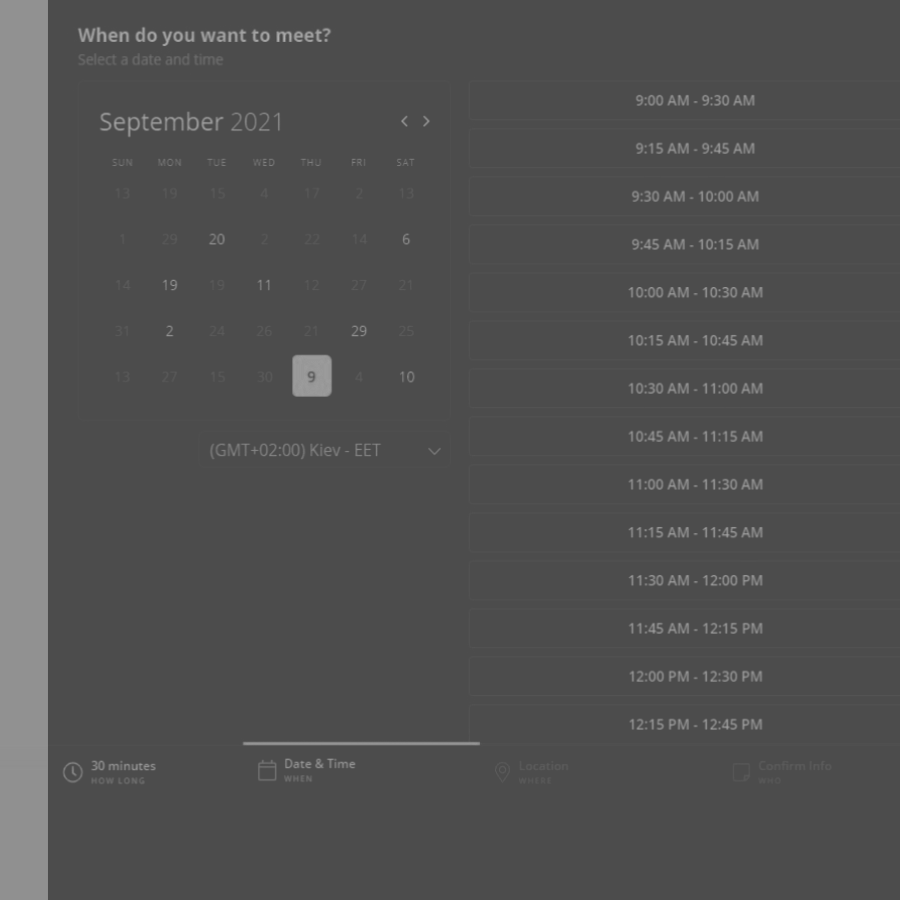 When do you want to meet?
Select a date and time
September 2021
SUN MON TUE WED THU FRI SAT
13 19 15 4 17 2 13
1 29 20 2 22 14 6
14 19 19 11 12 27 21
31 2 24 26 21 29 25
13 27 15 30 9 4 10
(GMT+02:00) Kiev - EET
9:00 AM - 9:30 AM
9:15 AM - 9:45 AM
9:30 AM - 10:00 AM
9:45 AM - 10:15 AM
10:00 AM - 10:30 AM
10:15 AM - 10:45 AM
10:30 AM - 11:00 AM
10:45 AM - 11:15 AM
11:00 AM - 11:30 AM
11:15 AM - 11:45 AM
11:30 AM - 12:00 PM
11:45 AM - 12:15 PM
12:00 PM - 12:30 PM
12:15 PM - 12:45 PM
30 minutes
HOW LONG
Date & Time
WHEN
Location
WHERE
Confirm Info
WHO